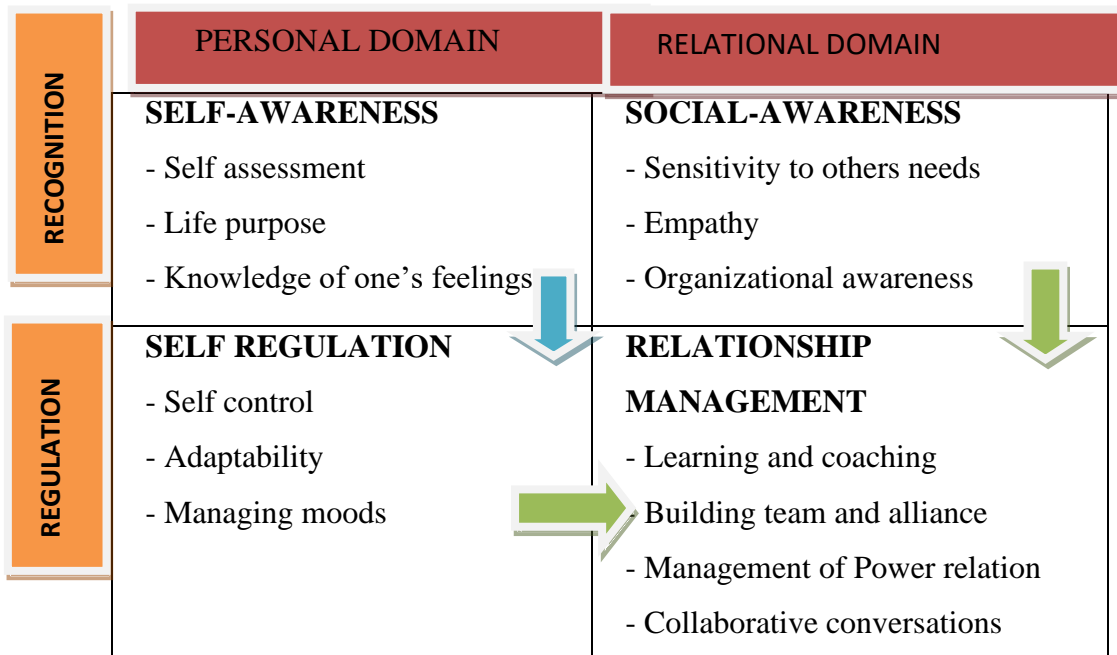 PERSONAL DOMAIN
RELATIONAL DOMAIN
RECOGNITION
SELF-AWARENESS
- Self assessment
- Life purpose
- Knowledge of one’s feelings
SOCIAL-AWARENESS
- Sensitivity to others needs
- Empathy
- Organizational awareness
REGULATION
SELF REGULATION
- Self control
- Adaptability
- Managing moods
RELATIONSHIP
MANAGEMENT
- Learning and coaching
- Building team and alliance
- Management of Power relation
- Collaborative conversations